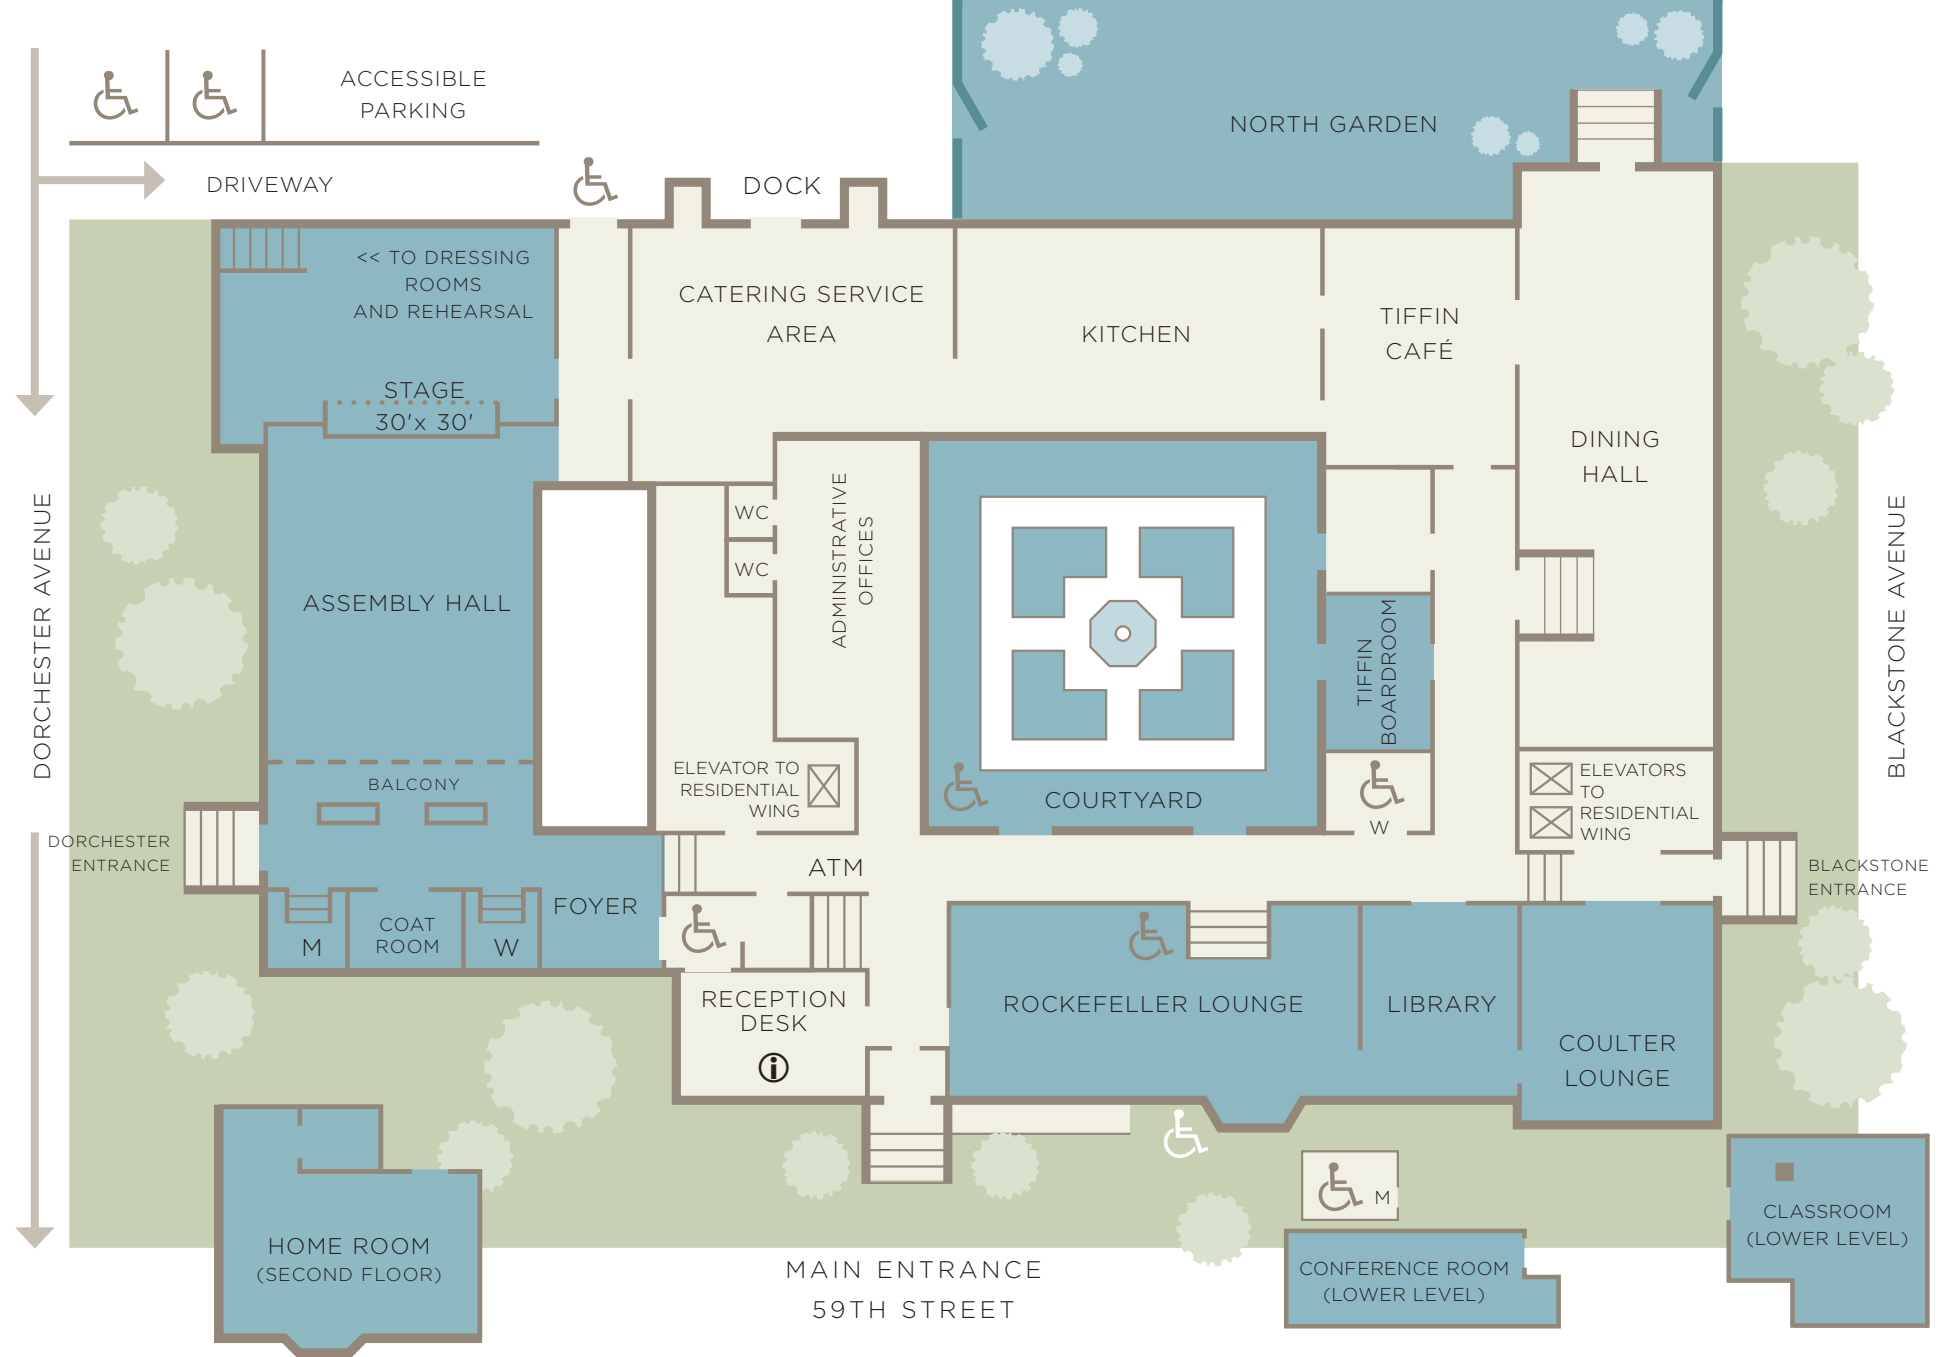 ACCESSIBLE
PARKING
NORTH GARDEN
DRIVEWAY
DOCK
<< TO DRESSING
ROOMS
AND REHEARSAL
CATERING SERVICE
AREA
KITCHEN
TIFFIN
CAFÉ
STAGE
30'x 30'
DINING
HALL
DORCHESTER AVENUE
BLACKSTONE AVENUE
WC
WC
ADMINISTRATIVE
OFFICES
ASSEMBLY HALL
TIFFIN
BOARDROOM
BALCONY
ELEVATOR TO
RESIDENTIAL
WING
COURTYARD
W
ELEVATORS
TO
RESIDENTIAL
WING
DORCHESTER
ENTRANCE
ATM
BLACKSTONE
ENTRANCE
FOYER
M
COAT
ROOM
W
RECEPTION
DESK
i
ROCKEFELLER LOUNGE
LIBRARY
COULTER
LOUNGE
M
HOME ROOM
(SECOND FLOOR)
MAIN ENTRANCE
59TH STREET
CONFERENCE ROOM
(LOWER LEVEL)
CLASSROOM
(LOWER LEVEL)